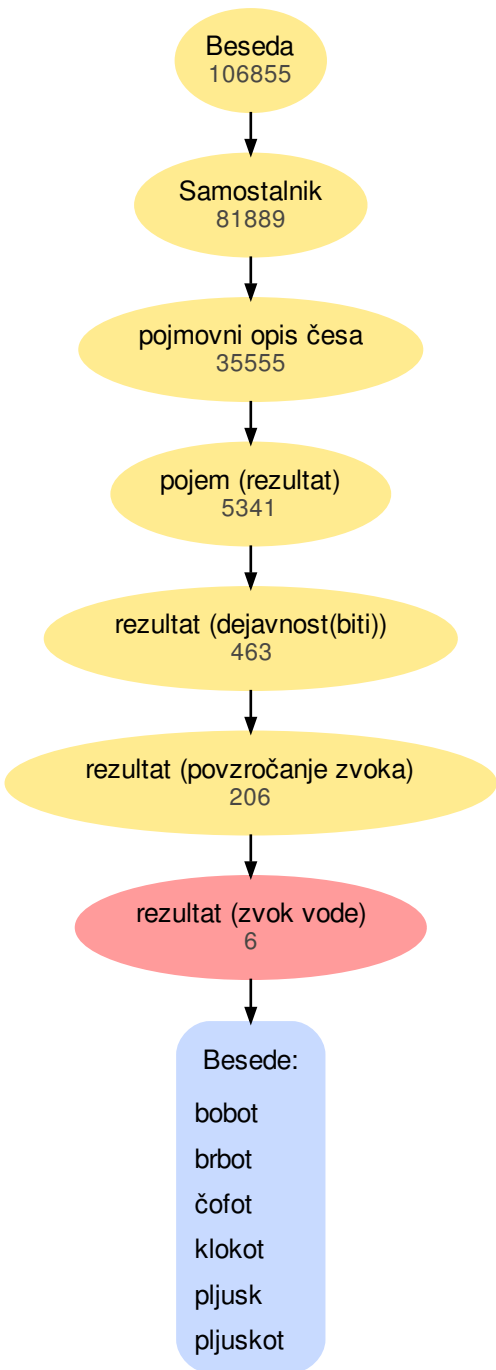 Beseda
106855
Samostalnik
81889
pojmovni opis česa
35555
pojem (rezultat)
5341
rezultat (dejavnost(biti))
463
rezultat (povzročanje zvoka)
206
rezultat (zvok vode)
6
Besede:
bobot
brbot
čofot
klokot
pljusk
pljuskot